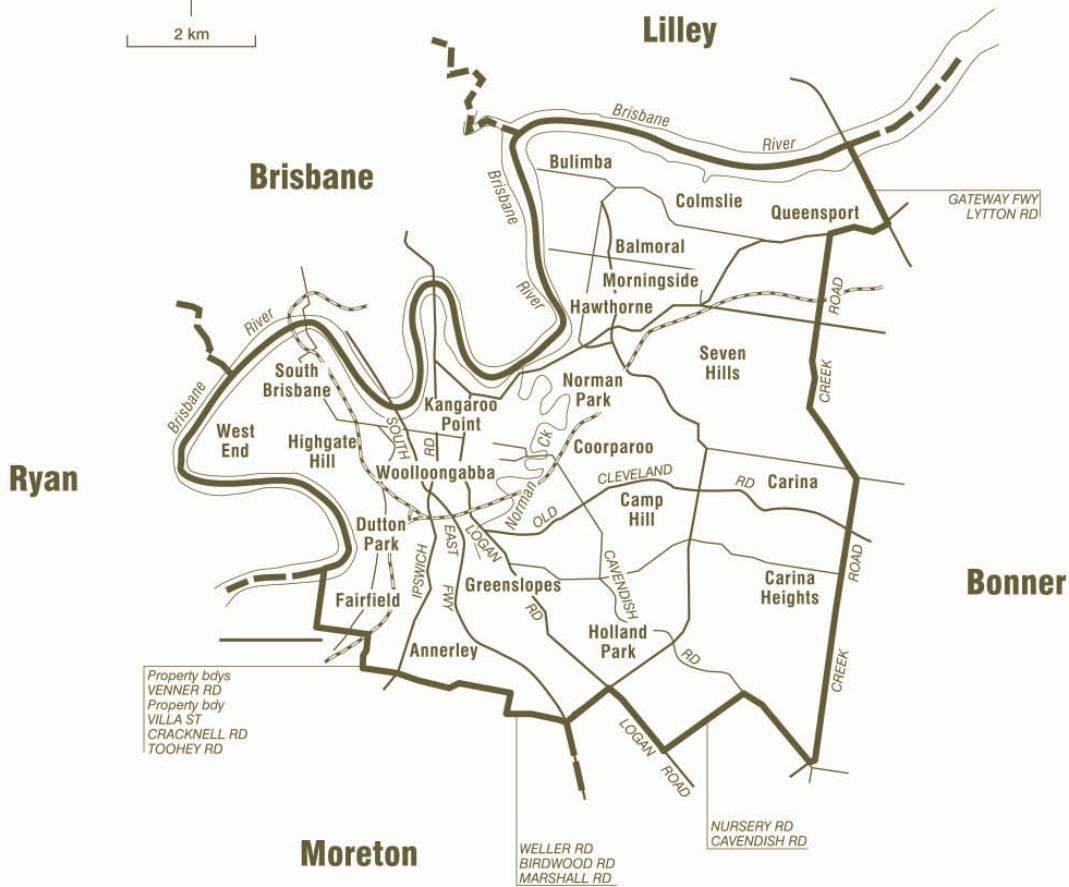 2 km
Lilley
Brisbane
River
Bulimba
Brisbane
Colmslie
GATEWAY FWY
LYTTON RD
Queensport
Brisbane
Balmoral
Morningside
ROAD
River
Hawthorne
River
Seven
Hills
South
Brisbane
Norman
Park
CREEK
Brisbane
Kangaroo
Point
West
End
SOUTH
Highgate
Hill
RD
Ck
Coorparoo
Ryan
Woolloongabba
CLEVELAND
RD
Carina
Norman
OLD
Camp
Hill
Dutton
Park
EAST
LOGAN
ROAD
IPSWICH
CAVENDISH
Bonner
Greenslopes
Carina
Heights
Fairfield
FWY
RD
Holland
Park
Annerley
RD
CREEK
Property bdys
VENNER RD
Property bdy
VILLA ST
CRACKNELL RD
TOOHEY RD
LOGAN
ROAD
NURSERY RD
CAVENDISH RD
Moreton
WELLER RD
BIRDWOOD RD
MARSHALL RD